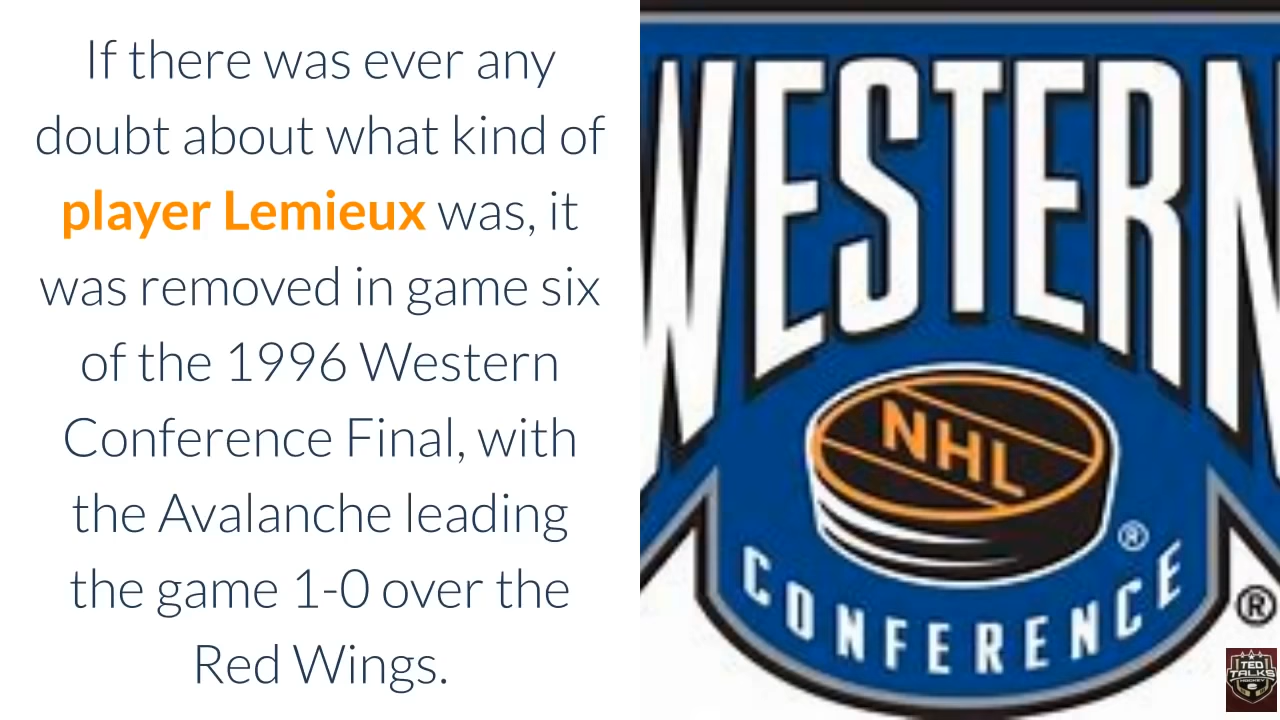 If there was ever any
doubt about what kind of
player Lemieux was, it
was removed in game six
of the 1996 Western
Conference Final, with
the Avalanche leading
the game 1-0 over the
Red Wings.
WESTERN
NHL
®
CONFERENCE
®
TED
TALKS
HOCKEY